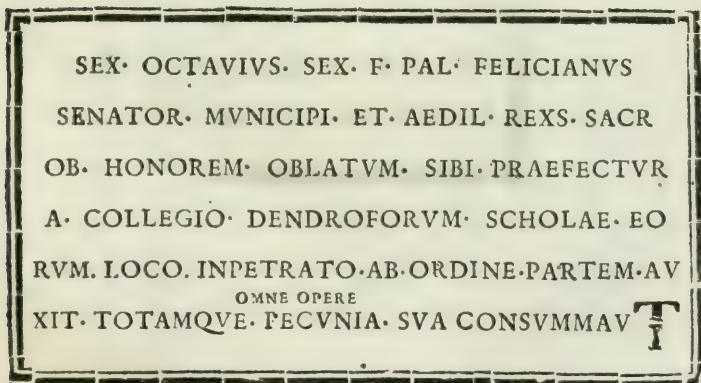 SEX· OCTAVIVS· SEX· F· PAL· FELICIANVS
SENATOR· MVNICIPI· ET· AEDIL· REXS· SACR
OB· HONOREM· OBLATVM· SIBI· PRAEFECTVR
A· COLLEGIO· DENDROFORVM· SCHOLAE· EO
RVM. LOCO. INPETRATO·AB·ORDINE·PARTEM·AV
OMNE OPERE
XIT· TOTAMQVE· PECVNIA· SVA CONSVMMAVIT